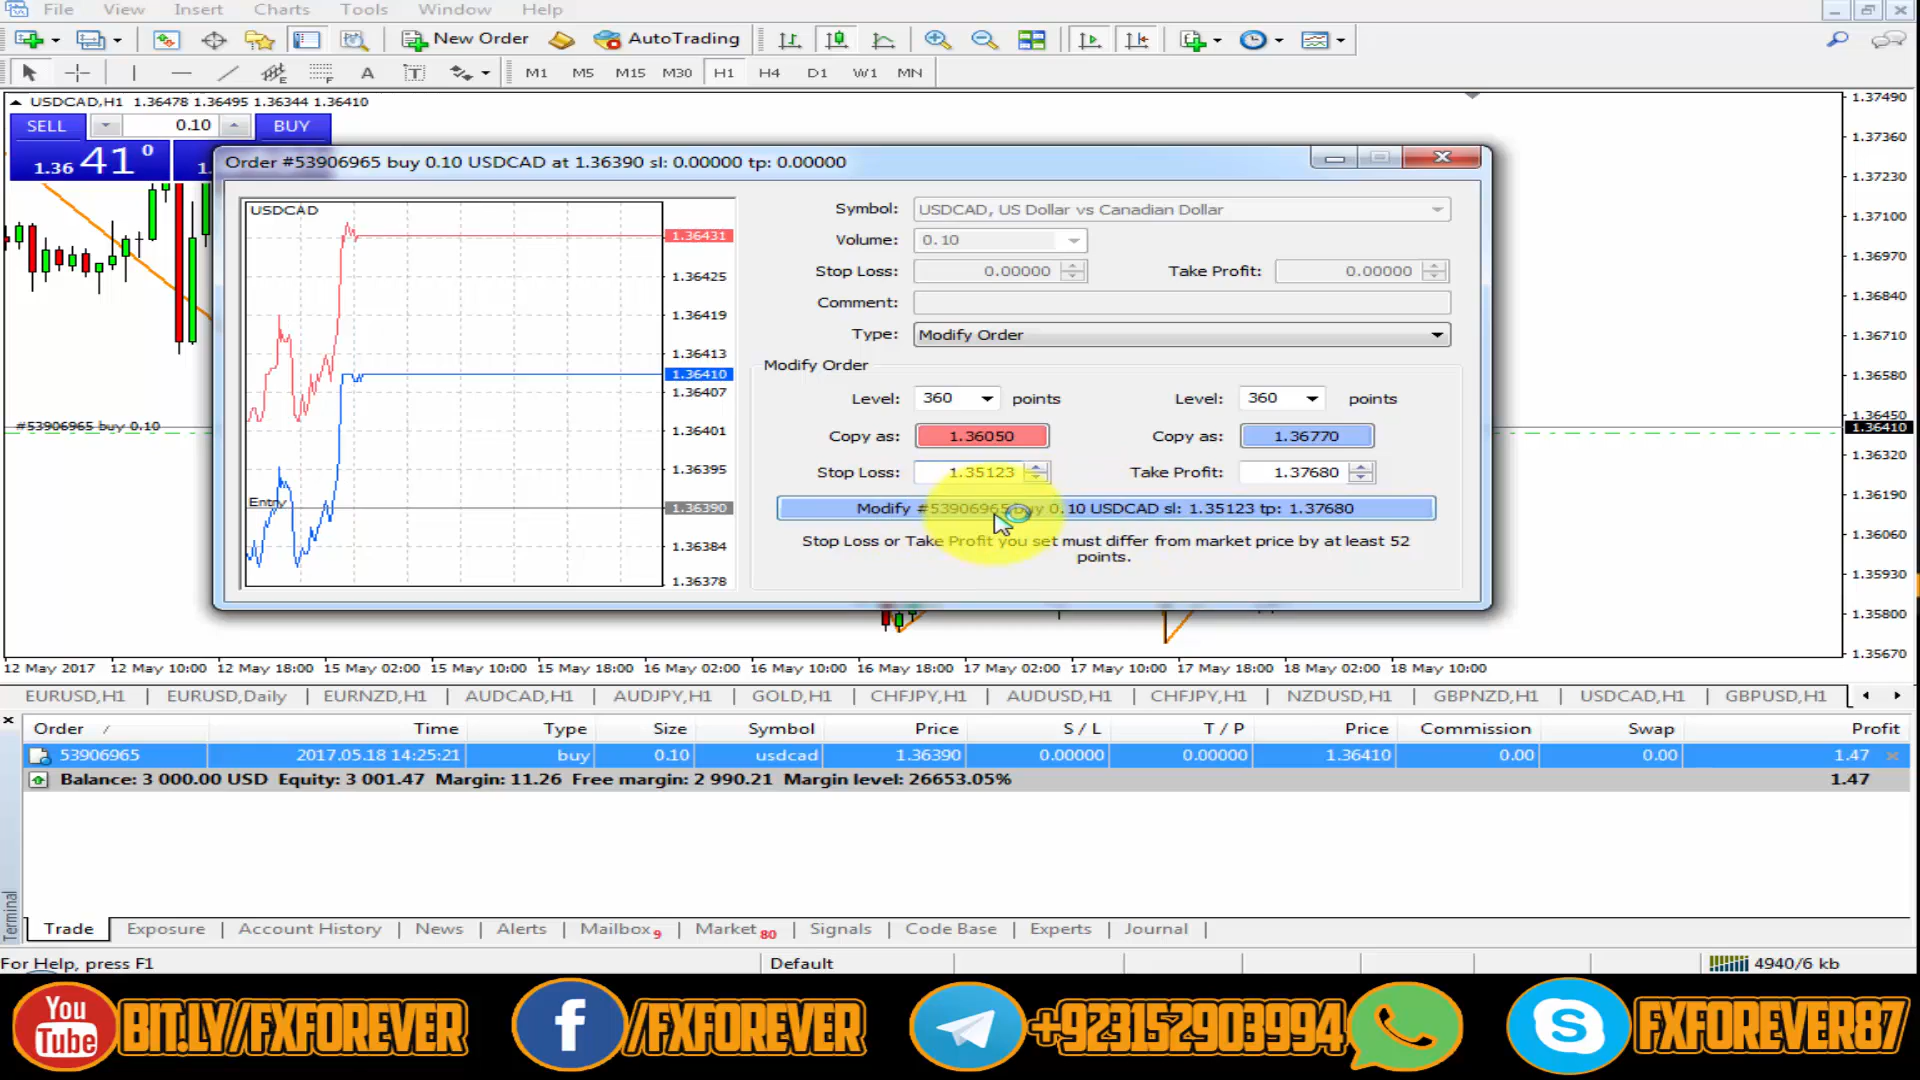 File View Insert Charts Tools Window Help
New Order AutoTrading
A T E F M1 M5 M15 M30 H1 H4 D1 W1 MN
USDCAD,H1 1.36478 1.36495 1.36344 1.36410
SELL 0.10 BUY
1.36 41 0 1.
#53906965 buy 0.10
Order #53906965 buy 0.10 USDCAD at 1.36390 sl: 0.00000 tp: 0.00000
USDCAD
1.36431
1.36425
1.36419
1.36413
1.36410
1.36407
1.36401
1.36395
Entry
1.36390
1.36384
1.36378
Symbol: USDCAD, US Dollar vs Canadian Dollar
Volume: 0.10
Stop Loss: 0.00000 Take Profit: 0.00000
Comment:
Type: Modify Order
Modify Order
Level: 360 points Level: 360 points
Copy as: 1.36050 Copy as: 1.36770
Stop Loss: 1.35123 Take Profit: 1.37680
Modify #53906965 buy 0.10 USDCAD sl: 1.35123 tp: 1.37680
Stop Loss or Take Profit you set must differ from market price by at least 52
points.
1.37490
1.37360
1.37230
1.37100
1.36970
1.36840
1.36710
1.36580
1.36450
1.36410
1.36320
1.36190
1.36060
1.35930
1.35800
1.35670
12 May 2017 12 May 10:00 12 May 18:00 15 May 02:00 15 May 10:00 15 May 18:00 16 May 02:00 16 May 10:00 16 May 18:00 17 May 02:00 17 May 10:00 17 May 18:00 18 May 02:00 18 May 10:00
EURUSD,H1 EURUSD,Daily EURNZD,H1 AUDCAD,H1 AUDJPY,H1 GOLD,H1 CHFJPY,H1 AUDUSD,H1 CHFJPY,H1 NZDUSD,H1 GBPNZD,H1 USDCAD,H1 GBPUSD,H1
Order / Time Type Size Symbol Price S / L T / P Price Commission Swap Profit
53906965 2017.05.18 14:25:21 buy 0.10 usdcad 1.36390 0.00000 0.00000 1.36410 0.00 0.00 1.47
Balance: 3 000.00 USD Equity: 3 001.47 Margin: 11.26 Free margin: 2 990.21 Margin level: 26653.05% 1.47
Terminal
Trade Exposure Account History News Alerts Mailbox 9 Market 80 Signals Code Base Experts Journal
For Help, press F1 Default 4940/6 kb
You Tube BIT.LY/FXFOREVER f /FXFOREVER +923152903994 S FXFOREVER87